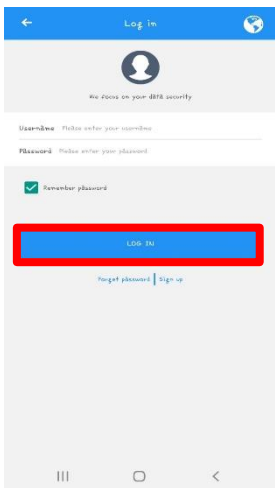 Log in
We focus on your data security
Username Please enter your username
Password Please enter your password
Remember password
LOG IN
Forget password | Sign up